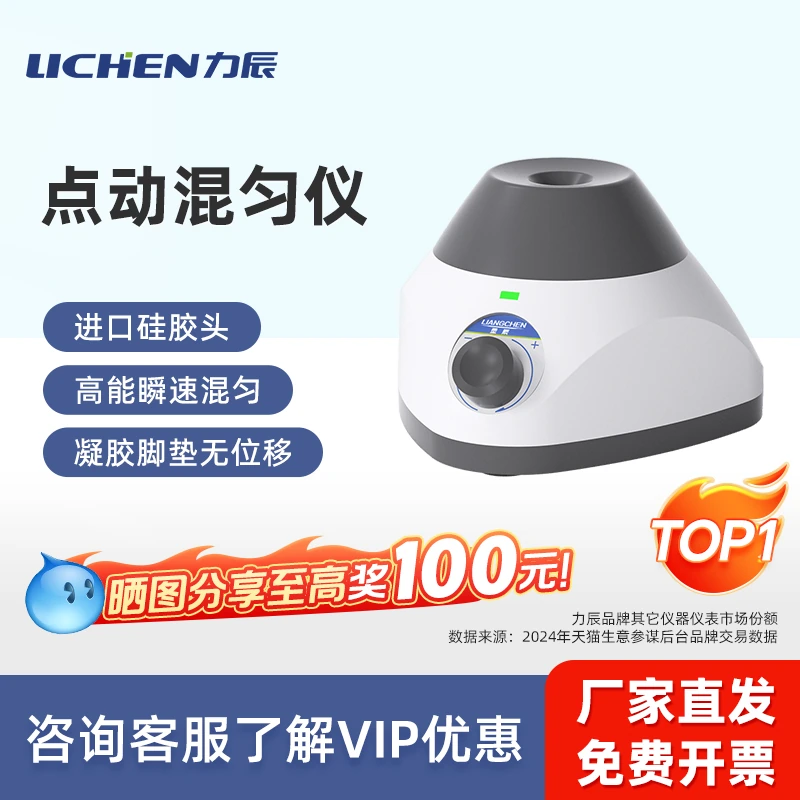 LICHEN力辰
点动混匀仪
进口硅胶头
高能瞬速混匀
凝胶脚垫无位移
LIANGCHEN
- +
TOP1
晒图分享至高奖100元!
力辰品牌其它仪器仪表市场份额
数据来源：2024年天猫生意参谋后台品牌交易数据
咨询客服了解VIP优惠
厂家直发
免费开票